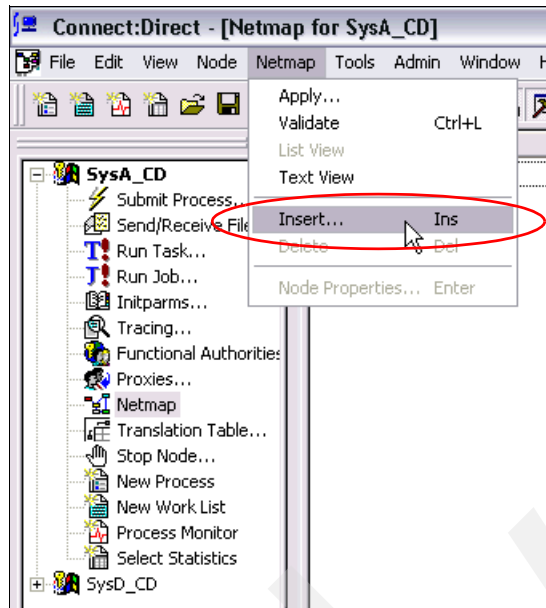 Connect:Direct - [Netmap for SysA_CD]
File Edit View Node Netmap Tools Admin Window
Apply...
Validate Ctrl+L
List View
Text View
Insert... Ins
Delete Del
Node Properties... Enter
SysA_CD
Submit Process...
Send/Receive File
Run Task...
Run Job...
Initparms...
Tracing...
Functional Authorities
Proxies...
Netmap
Translation Table...
Stop Node...
New Process
New Work List
Process Monitor
Select Statistics
SysD_CD